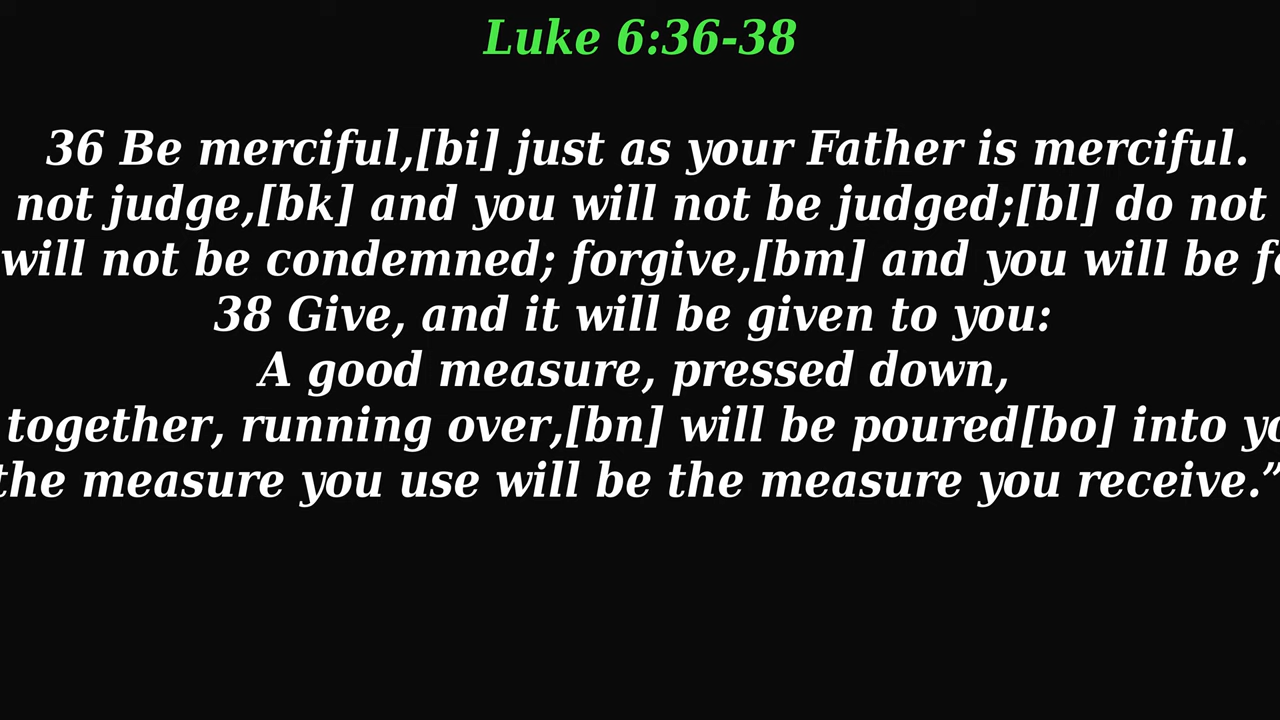 Luke 6:36-38
36 Be merciful,[bi] just as your Father is merciful.
not judge,[bk] and you will not be judged;[bl] do not
will not be condemned; forgive,[bm] and you will be
38 Give, and it will be given to you:
A good measure, pressed down,
together, running over,[bn] will be poured[bo] into
the measure you use will be the measure you receive.”